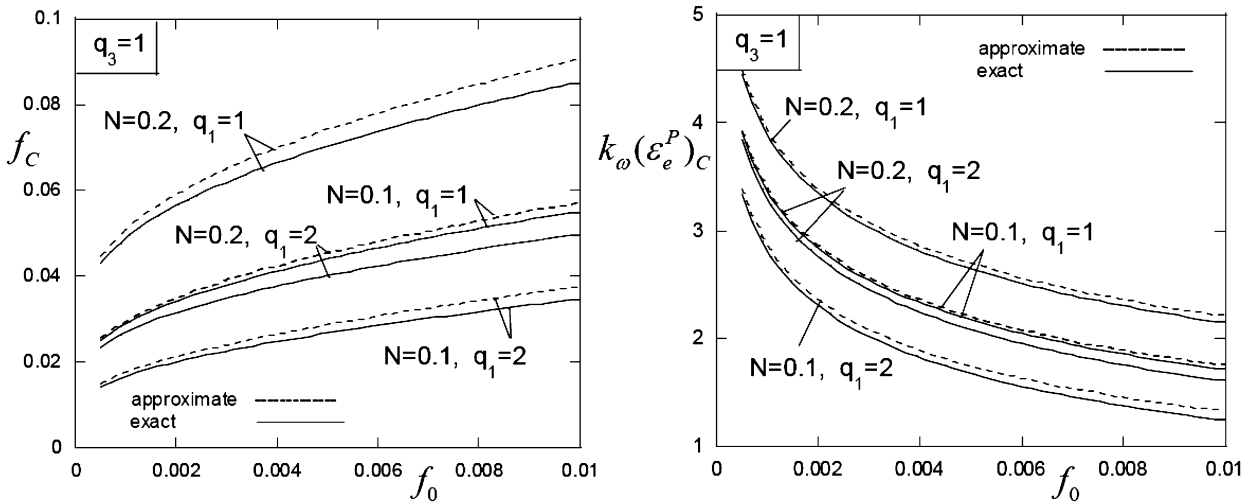 0.1
q3=1
0.08
N=0.2, q1=1
fC
0.06
N=0.1, q1=1
N=0.2, q1=2
0.04
0.02
N=0.1, q1=2
approximate
exact
0
0 0.002 0.004 0.006 0.008 0.01
f0
5
q3=1
approximate
exact
4
N=0.2, q1=1
kω(εeP)C
N=0.2, q1=2
3
N=0.1, q1=1
2
N=0.1, q1=2
1
0 0.002 0.004 0.006 0.008 0.01
f0